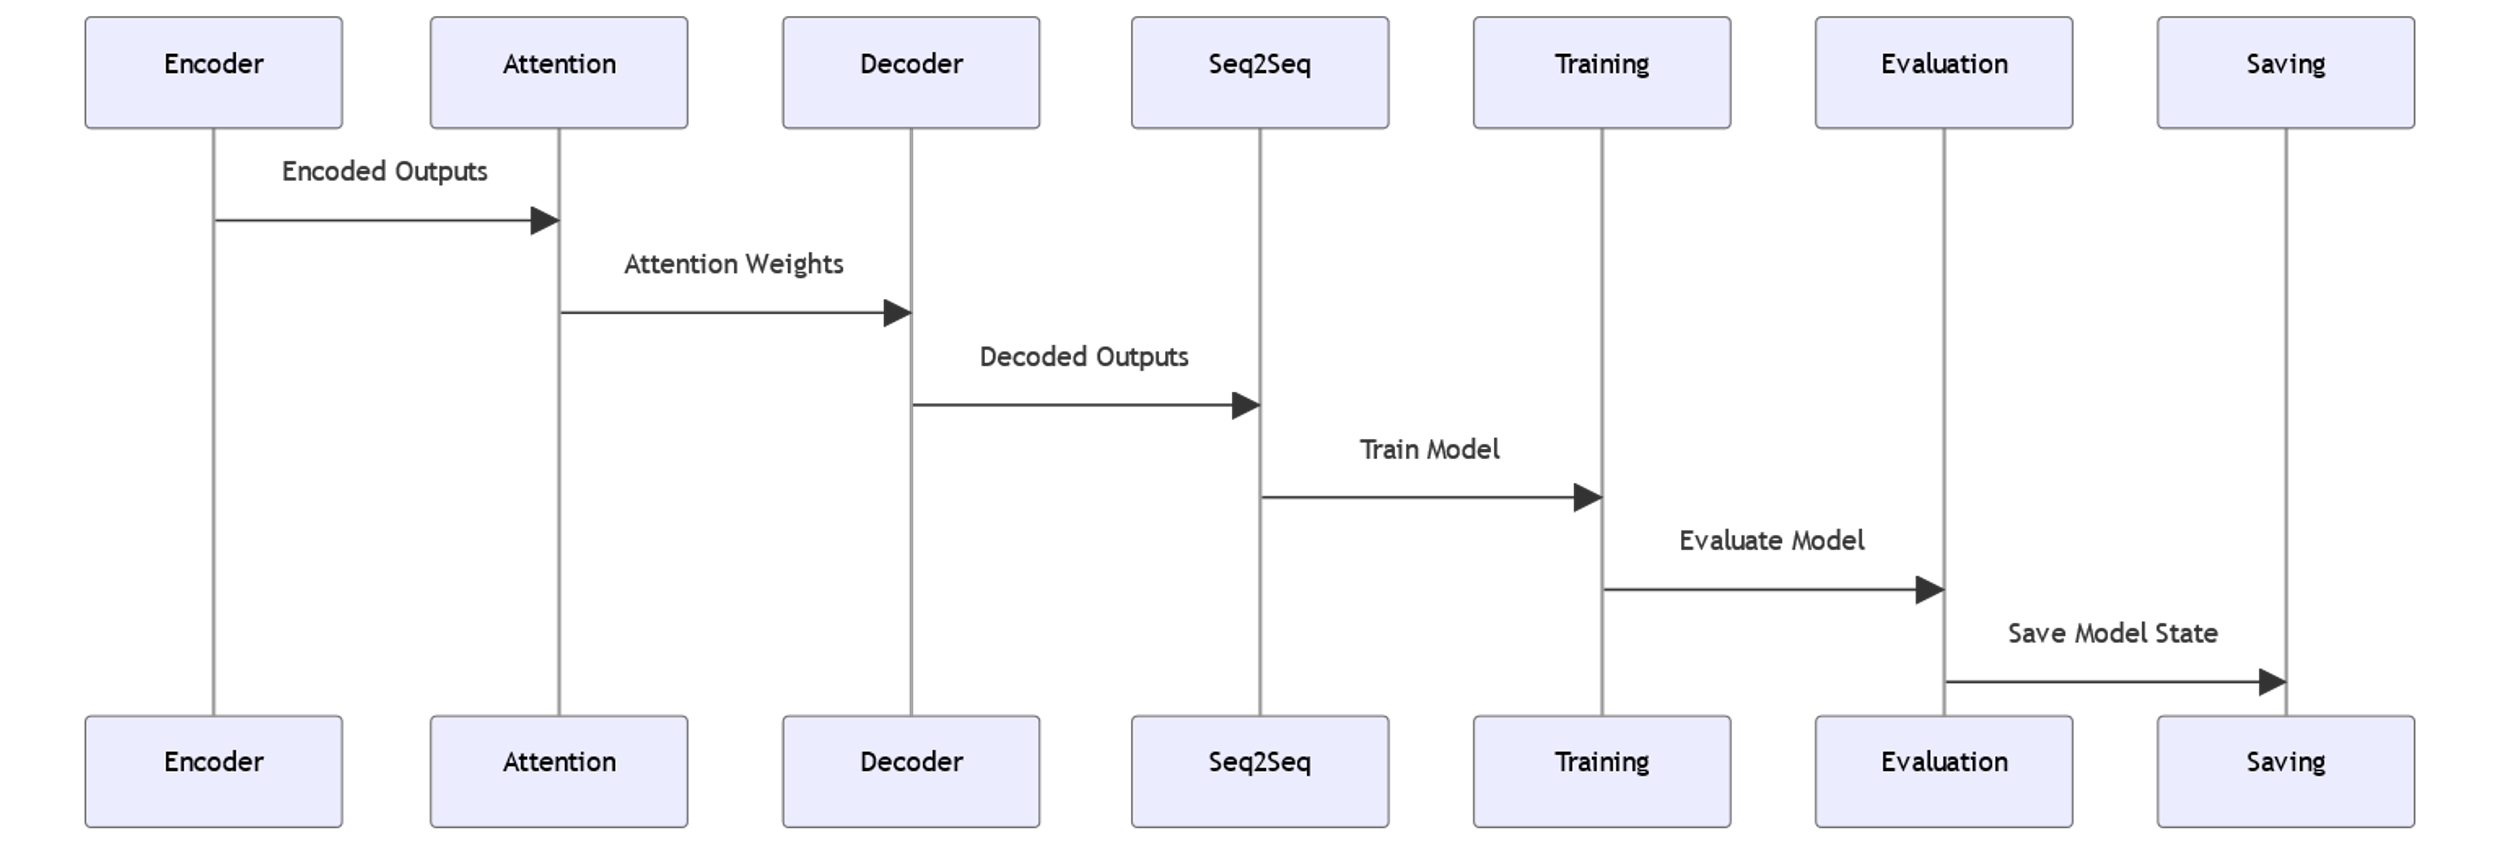 Encoder
Attention
Decoder
Seq2Seq
Training
Evaluation
Saving
Encoded Outputs
Attention Weights
Decoded Outputs
Train Model
Evaluate Model
Save Model State
Encoder
Attention
Decoder
Seq2Seq
Training
Evaluation
Saving